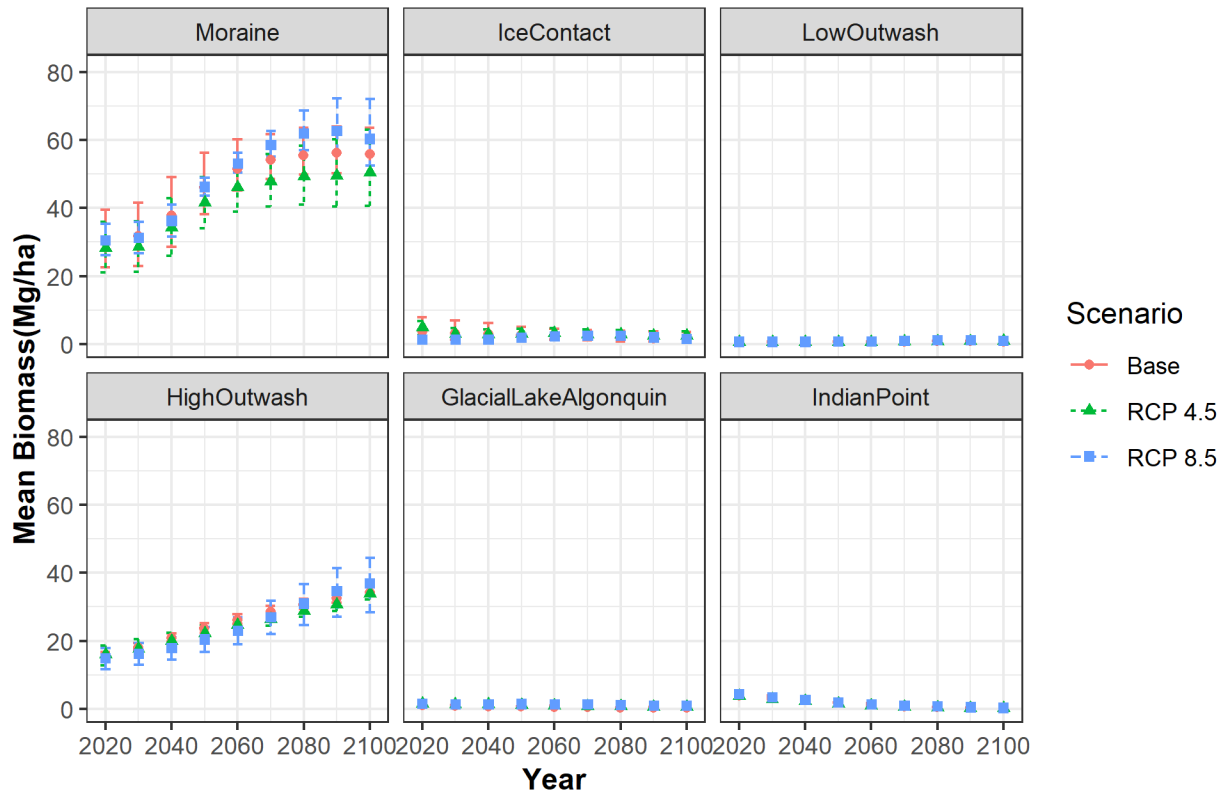 Moraine IceContact LowOutwash
80
60
40
20
0
HighOutwash GlacialLakeAlgonquin IndianPoint
80
60
40
20
0
2020 2040 2060 2080 2100 2020 2040 2060 2080 2100 2020 2040 2060 2080 2100
Year
Mean Biomass(Mg/ha)
Scenario
Base
RCP 4.5
RCP 8.5